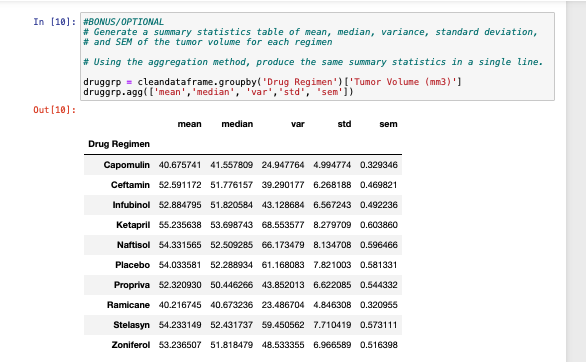 In [10]: #BONUS/OPTIONAL
# Generate a summary statistics table of mean, median, variance, standard deviation,
# and SEM of the tumor volume for each regimen
# Using the aggregation method, produce the same summary statistics in a single line.
druggrp = cleandataframe.groupby('Drug Regimen')['Tumor Volume (mm3)']
druggrp.agg(['mean','median', 'var','std', 'sem'])
Out[10]:
mean median var std sem
Drug Regimen
Capomulin 40.675741 41.557809 24.947764 4.994774 0.329346
Ceftamin 52.591172 51.776157 39.290177 6.268188 0.469821
Infubinol 52.884795 51.820584 43.128684 6.567243 0.492236
Ketapril 55.235638 53.698743 68.553577 8.279709 0.603860
Naftisol 54.331565 52.509285 66.173479 8.134708 0.596466
Placebo 54.033581 52.288934 61.168083 7.821003 0.581331
Propriva 52.320930 50.446266 43.852013 6.622085 0.544332
Ramicane 40.216745 40.673236 23.486704 4.846308 0.320955
Stelasyn 54.233149 52.431737 59.450562 7.710419 0.573111
Zoniferol 53.236507 51.818479 48.533355 6.966589 0.516398